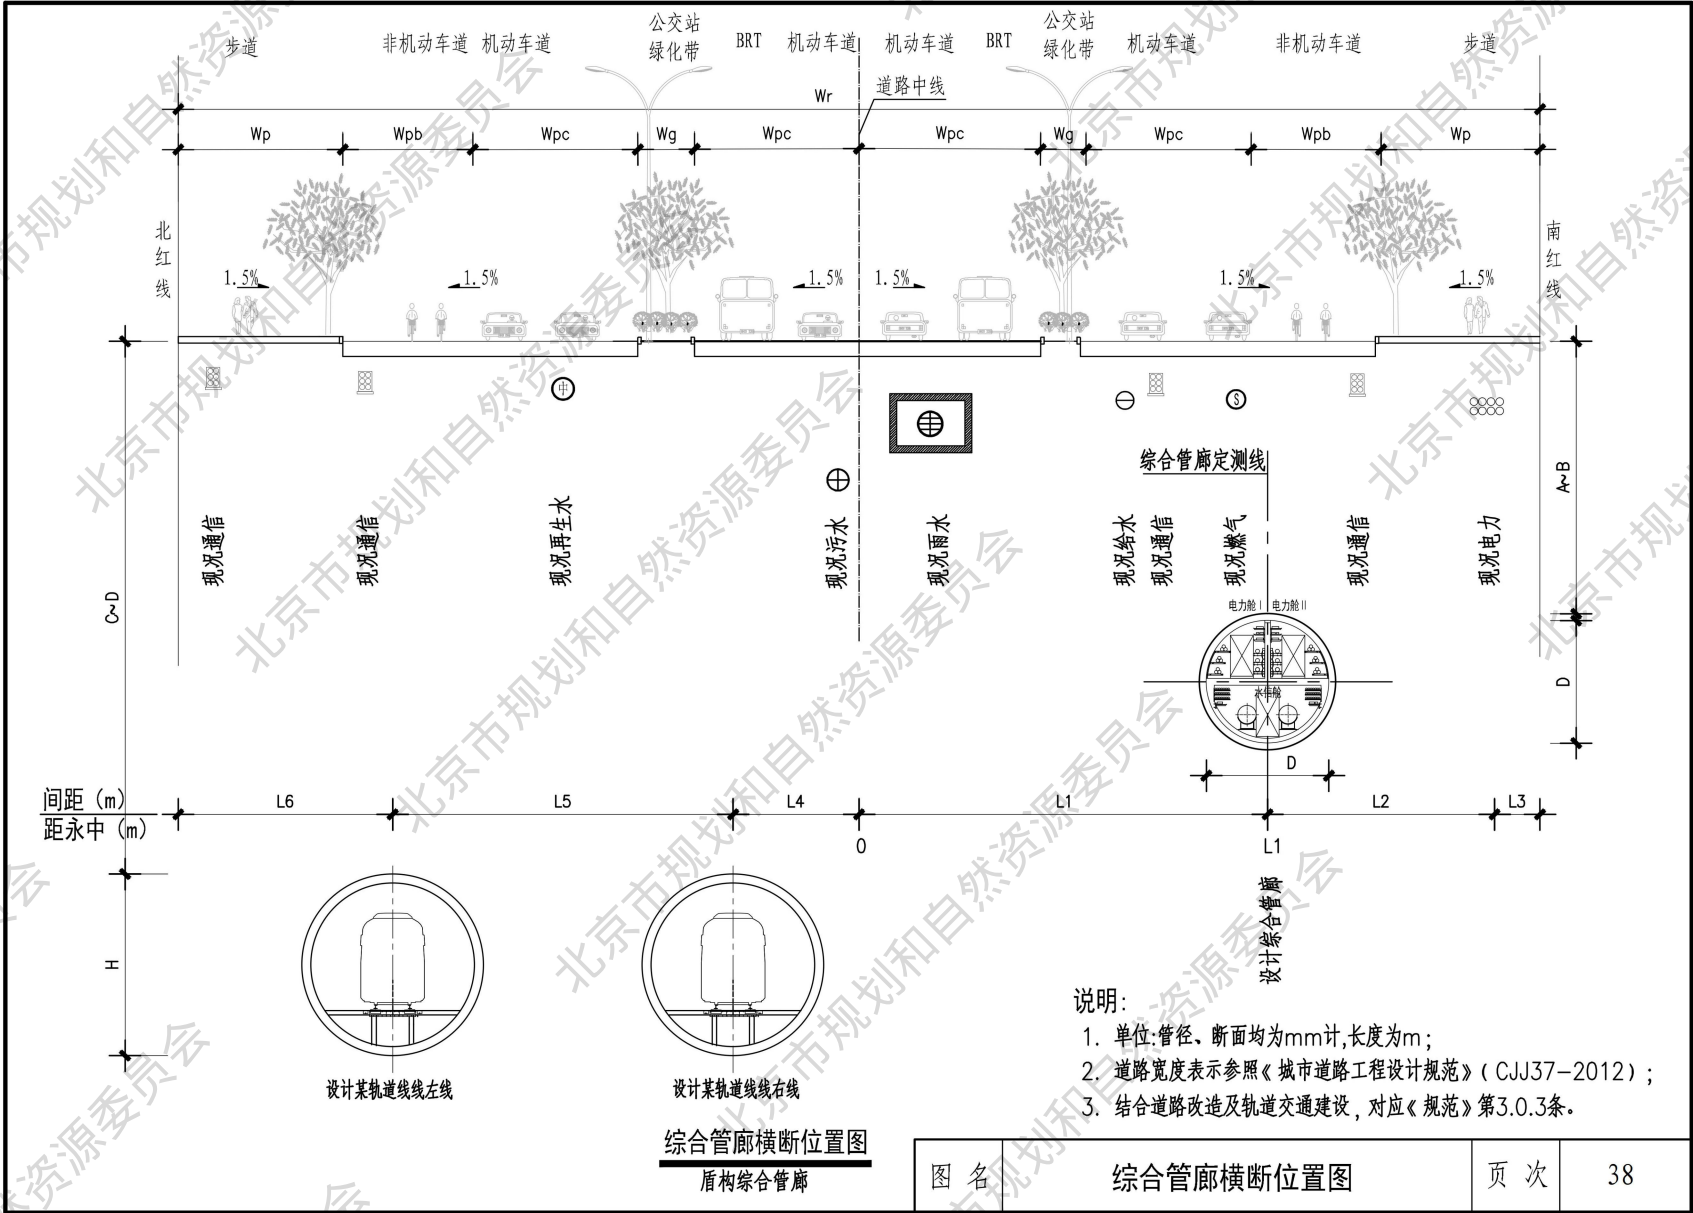 步道
非机动车道
机动车道
公交站
绿化带
BRT
机动车道
机动车道
BRT
公交站
绿化带
机动车道
非机动车道
步道
道路中线
Wr
Wp
Wpb
Wpc
Wg
Wpc
Wpc
Wg
Wpc
Wpb
Wp
北红线
南红线
1.5%
1.5%
1.5%
1.5%
1.5%
1.5%
中
S
综合管廊定测线
现况通信
现况通信
现况再生水
现况污水
现况雨水
现况给水
现况通信
现况燃气
现况通信
现况电力
C~D
A~B
电力舱Ⅰ
电力舱Ⅱ
水信舱
D
D
间距（m）
距永中（m）
L6
L5
L4
L1
L2
L3
0
L1
设计综合管廊
H
设计某轨道线线左线
设计某轨道线线右线
综合管廊横断位置图
盾构综合管廊
说明:
1. 单位:管径、断面均为mm计,长度为m；
2. 道路宽度表示参照《城市道路工程设计规范》（CJJ37-2012）；
3. 结合道路改造及轨道交通建设，对应《规范》第3.0.3条。
图 名
综合管廊横断位置图
页 次
38
北京市规划和自然资源委员会